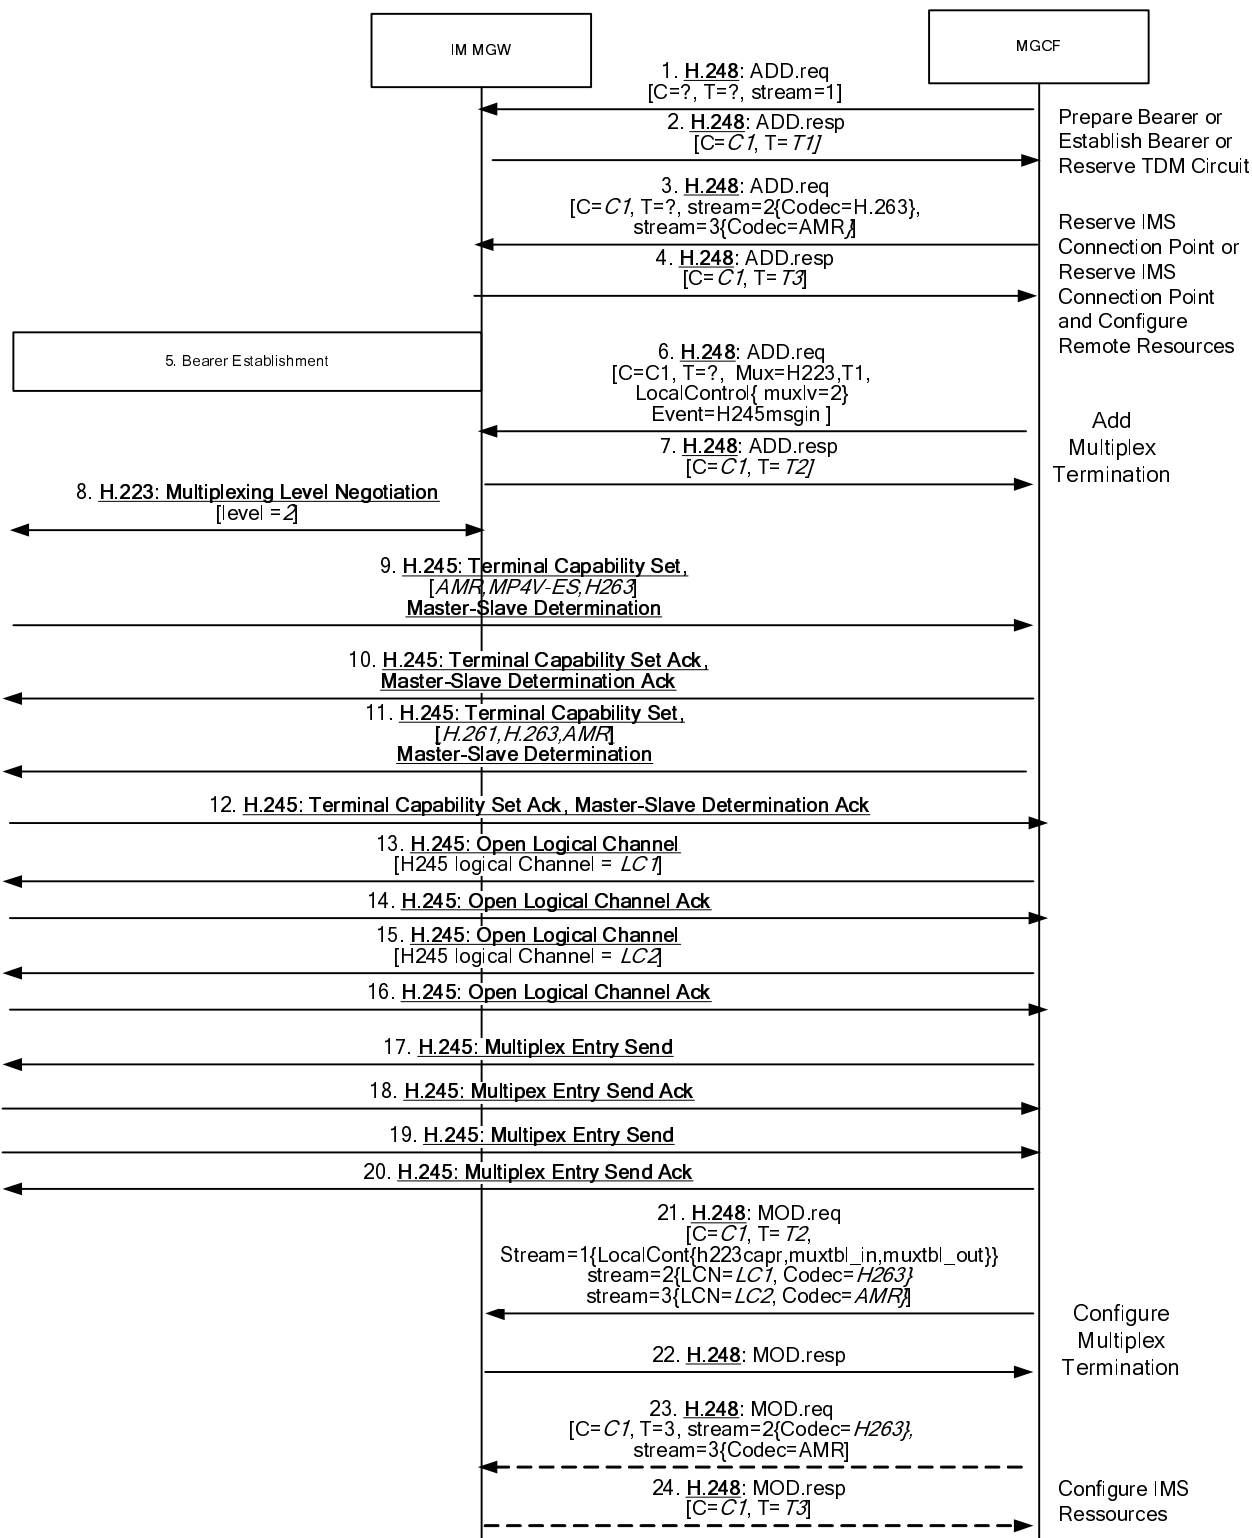 IM MGW
MGCF
1. H.248: ADD.req
[C=?, T=?, stream=1]
2. H.248: ADD.resp
[C=C1, T=T1]
Prepare Bearer or
Establish Bearer or
Reserve TDM Circuit
3. H.248: ADD.req
[C=C1, T=?, stream=2{Codec=H.263},
stream=3{Codec=AMR}]
4. H.248: ADD.resp
[C=C1, T=T3]
Reserve IMS
Connection Point or
Reserve IMS
Connection Point
and Configure
Remote Resources
5. Bearer Establishment
6. H.248: ADD.req
[C=C1, T=?, Mux=H223,T1,
LocalControl{ muxlv=2}
Event=H245msgin ]
7. H.248: ADD.resp
[C=C1, T=T2]
Add
Multiplex
Termination
8. H.223: Multiplexing Level Negotiation
[level =2]
9. H.245: Terminal Capability Set,
[AMR,MP4V-ES,H263]
Master-Slave Determination
10. H.245: Terminal Capability Set Ack,
Master-Slave Determination Ack
11. H.245: Terminal Capability Set,
[H.261,H.263,AMR]
Master-Slave Determination
12. H.245: Terminal Capability Set Ack, Master-Slave Determination Ack
13. H.245: Open Logical Channel
[H245 logical Channel = LC1]
14. H.245: Open Logical Channel Ack
15. H.245: Open Logical Channel
[H245 logical Channel = LC2]
16. H.245: Open Logical Channel Ack
17. H.245: Multiplex Entry Send
18. H.245: Multipex Entry Send Ack
19. H.245: Multipex Entry Send
20. H.245: Multiplex Entry Send Ack
21. H.248: MOD.req
[C=C1, T=T2,
Stream=1{LocalCont{h223capr,muxtbl_in,muxtbl_out}}
stream=2{LCN=LC1, Codec=H263}
stream=3{LCN=LC2, Codec=AMR}]
22. H.248: MOD.resp
Configure
Multiplex
Termination
23. H.248: MOD.req
[C=C1, T=3, stream=2{Codec=H263},
stream=3{Codec=AMR]
24. H.248: MOD.resp
[C=C1, T=T3]
Configure IMS
Ressources